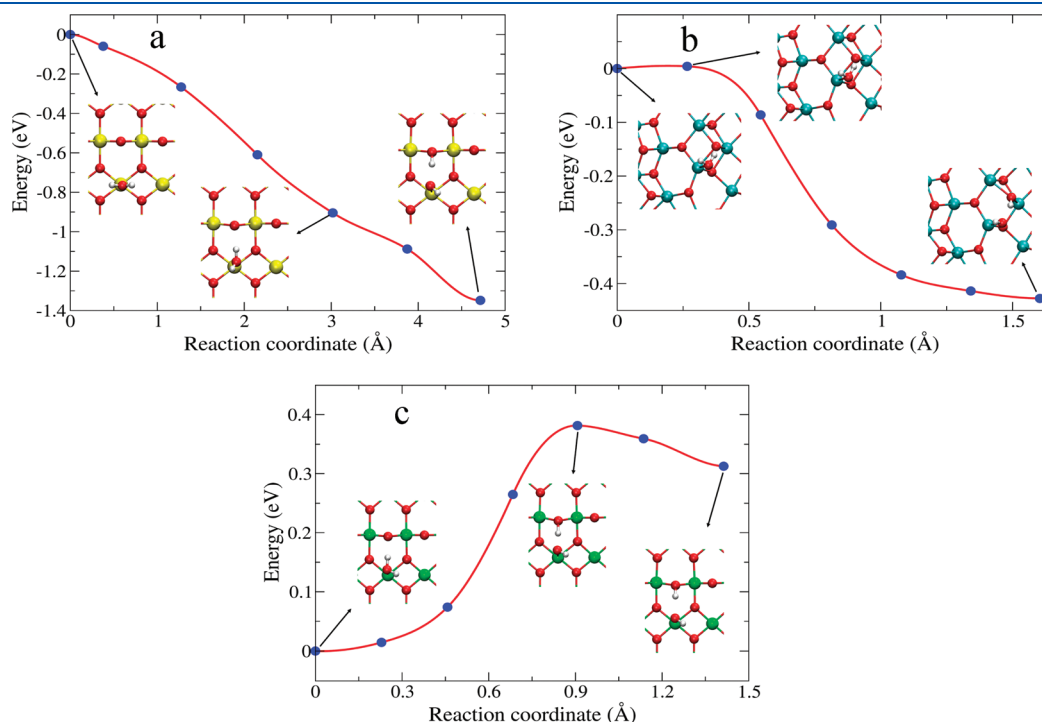 a
0
-0.2
-0.4
-0.6
-0.8
-1
-1.2
-1.4
Energy (eV)
0 1 2 3 4 5
Reaction coordinate (Å)
b
0
-0.1
-0.2
-0.3
-0.4
Energy (eV)
0 0.5 1 1.5
Reaction coordinate (Å)
c
0.4
0.3
0.2
0.1
0
Energy (eV)
0 0.3 0.6 0.9 1.2 1.5
Reaction coordinate (Å)